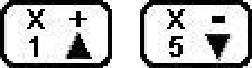 X + X -
1 ▲ 5 ▼